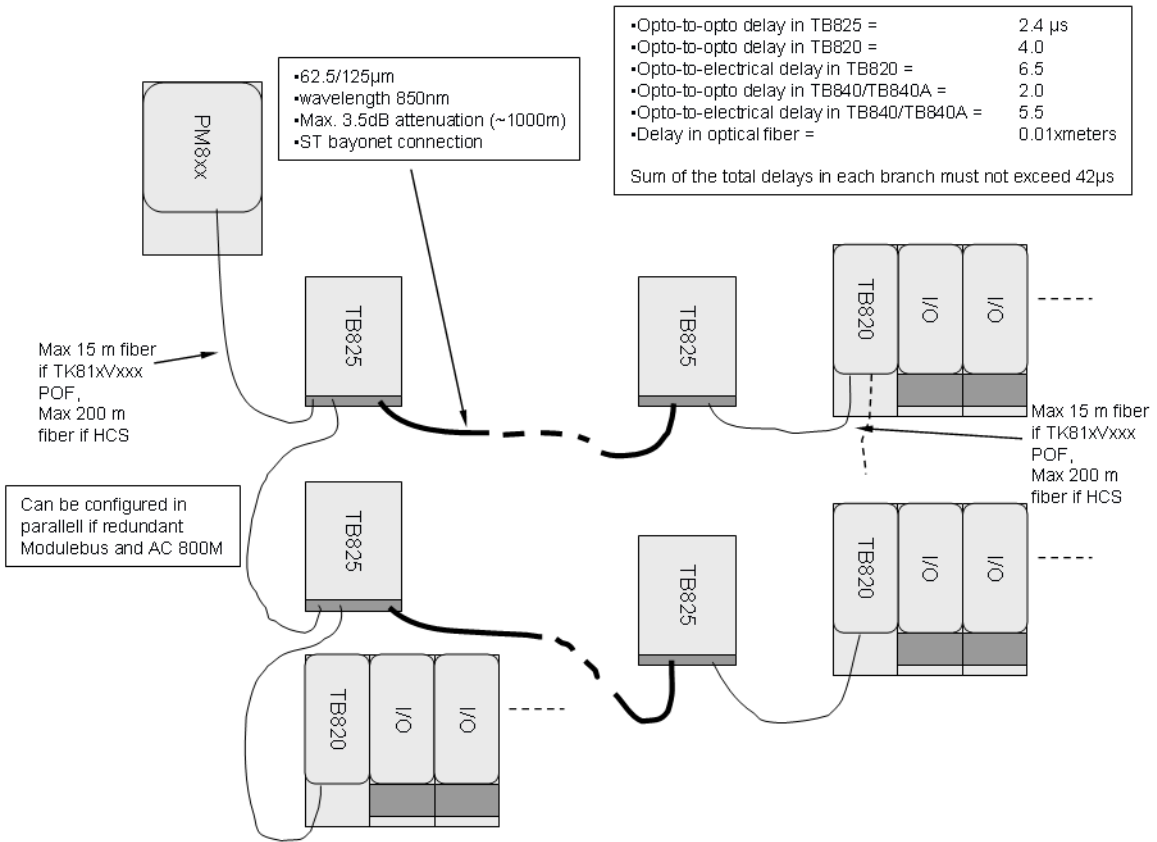 ▪Opto-to-opto delay in TB825 = 2.4 µs
▪Opto-to-opto delay in TB820 = 4.0
▪Opto-to-electrical delay in TB820 = 6.5
▪Opto-to-opto delay in TB840/TB840A = 2.0
▪Opto-to-electrical delay in TB840/TB840A = 5.5
▪Delay in optical fiber = 0.01xmeters
Sum of the total delays in each branch must not exceed 42µs
▪62.5/125µm
▪wavelength 850nm
▪Max. 3.5dB attenuation (~1000m)
▪ST bayonet connection
PM8xx
TB825
TB825
TB820
I/O
I/O
Max 15 m fiber
if TK81xVxxx
POF,
Max 200 m
fiber if HCS
Max 15 m fiber
if TK81xVxxx
POF,
Max 200 m
fiber if HCS
Can be configured in
parallell if redundant
Modulebus and AC 800M
TB825
TB825
TB820
I/O
I/O
TB820
I/O
I/O